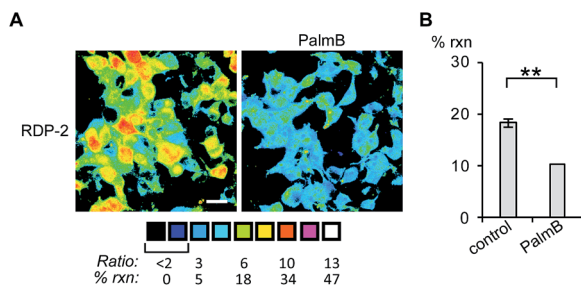 A
PalmB
RDP-2
Ratio: <2 3 6 10 13
% rxn: 0 5 18 34 47
B
% rxn
30
**
20
10
0
control
PalmB